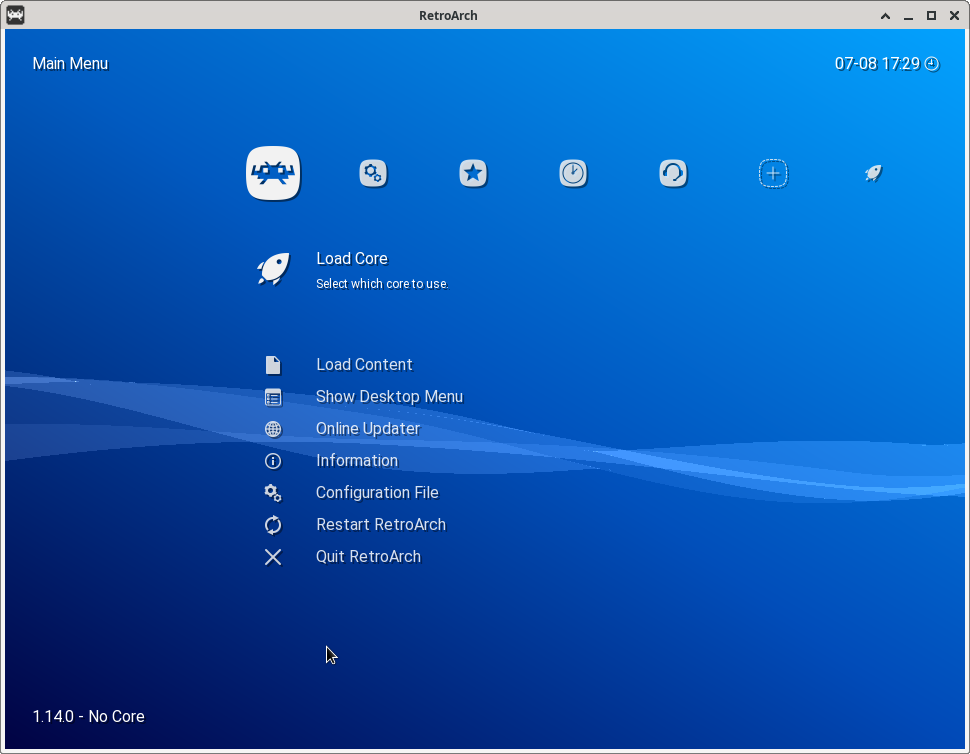 RetroArch
Main Menu
07-08 17:29
Load Core
Select which core to use.
Load Content
Show Desktop Menu
Online Updater
Information
Configuration File
Restart RetroArch
Quit RetroArch
1.14.0 - No Core